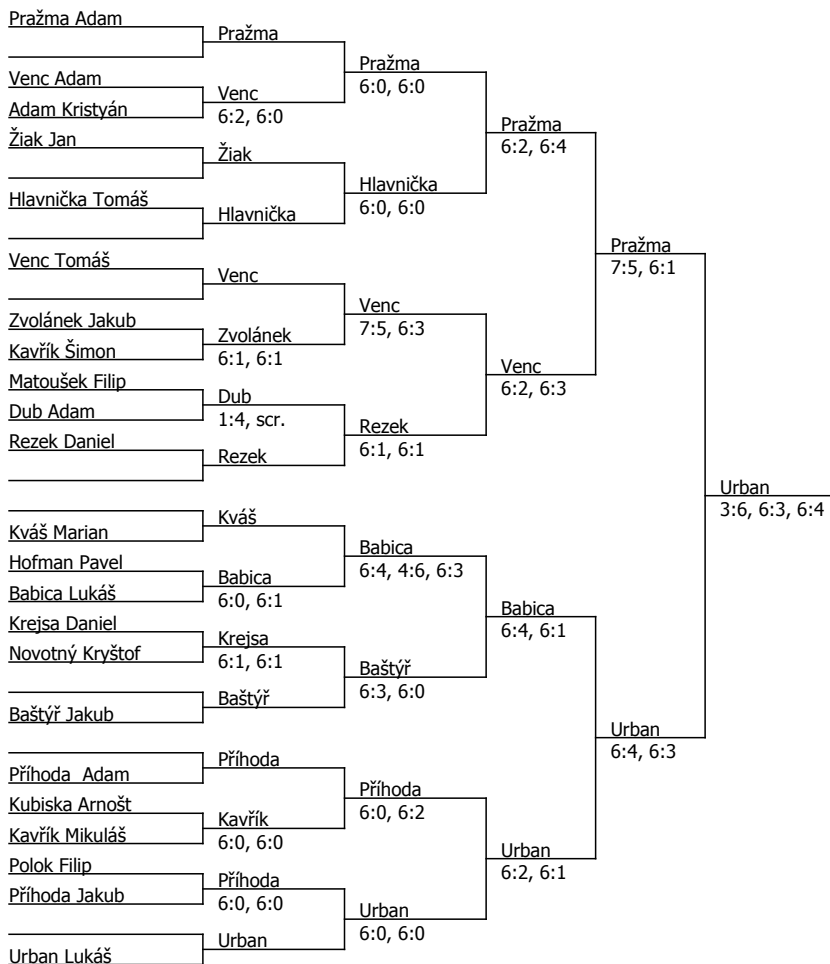 Pražma Adam
Pražma
Pražma
6:0, 6:0
Venc Adam
Venc
Adam Kristyán
6:2, 6:0
Pražma
6:2, 6:4
Žiak Jan
Žiak
Hlavnička
6:0, 6:0
Hlavnička Tomáš
Hlavnička
Pražma
7:5, 6:1
Venc Tomáš
Venc
Venc
7:5, 6:3
Zvolánek Jakub
Zvolánek
Kavřík Šimon
6:1, 6:1
Venc
6:2, 6:3
Matoušek Filip
Dub
Dub Adam
1:4, scr.
Rezek
6:1, 6:1
Rezek Daniel
Rezek
Urban
3:6, 6:3, 6:4
Kváš
Kváš Marian
Babica
6:4, 4:6, 6:3
Hofman Pavel
Babica
Babica Lukáš
6:0, 6:1
Babica
6:4, 6:1
Krejsa Daniel
Krejsa
Novotný Kryštof
6:1, 6:1
Baštýř
6:3, 6:0
Baštýř
Baštýř Jakub
Urban
6:4, 6:3
Příhoda
Příhoda  Adam
Příhoda
6:0, 6:2
Kubiska Arnošt
Kavřík
Kavřík Mikuláš
6:0, 6:0
Urban
6:2, 6:1
Polok Filip
Příhoda
Příhoda Jakub
6:0, 6:0
Urban
6:0, 6:0
Urban
Urban Lukáš